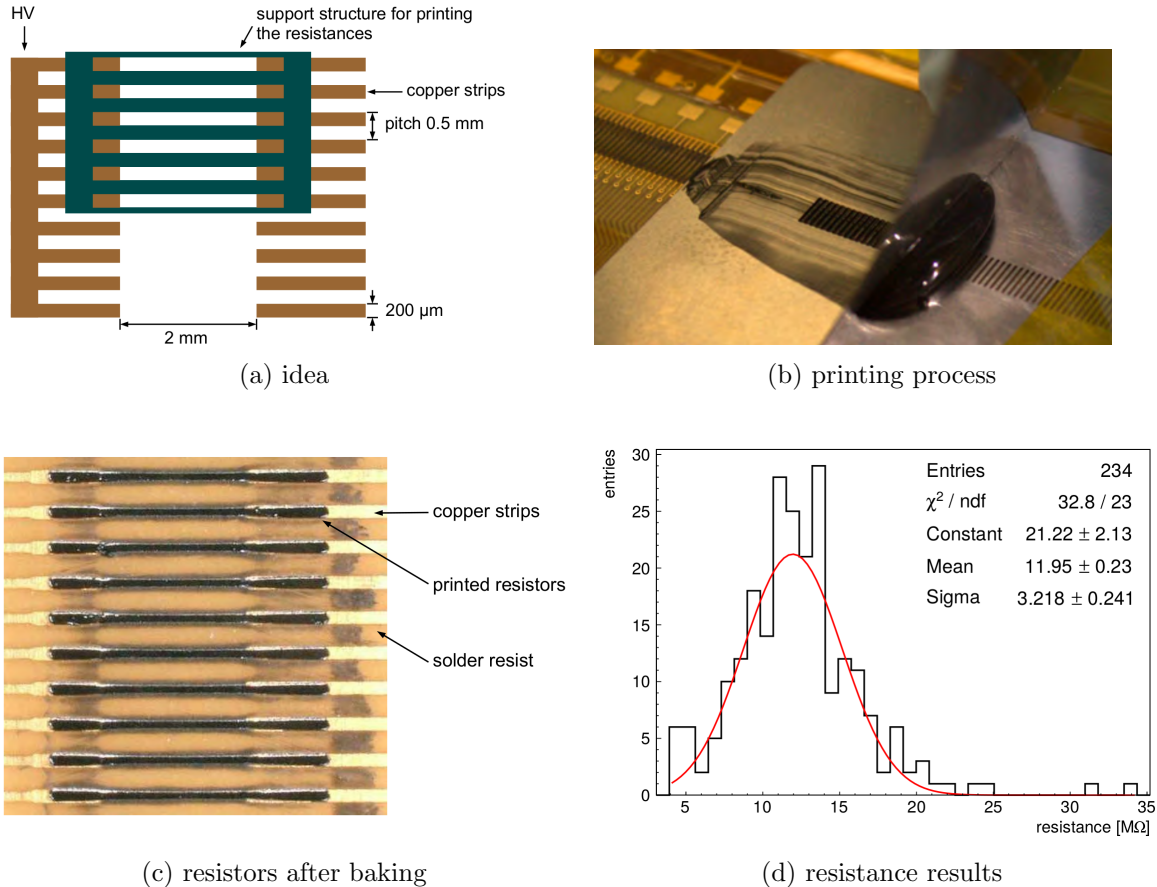 HV
support structure for printing
the resistances
copper strips
pitch 0.5 mm
200 µm
2 mm
(a) idea
(b) printing process
copper strips
printed resistors
solder resist
(c) resistors after baking
entries
30
25
20
15
10
5
0
Entries 234
χ² / ndf 32.8 / 23
Constant 21.22 ± 2.13
Mean 11.95 ± 0.23
Sigma 3.218 ± 0.241
5 10 15 20 25 30 35
resistance [MΩ]
(d) resistance results